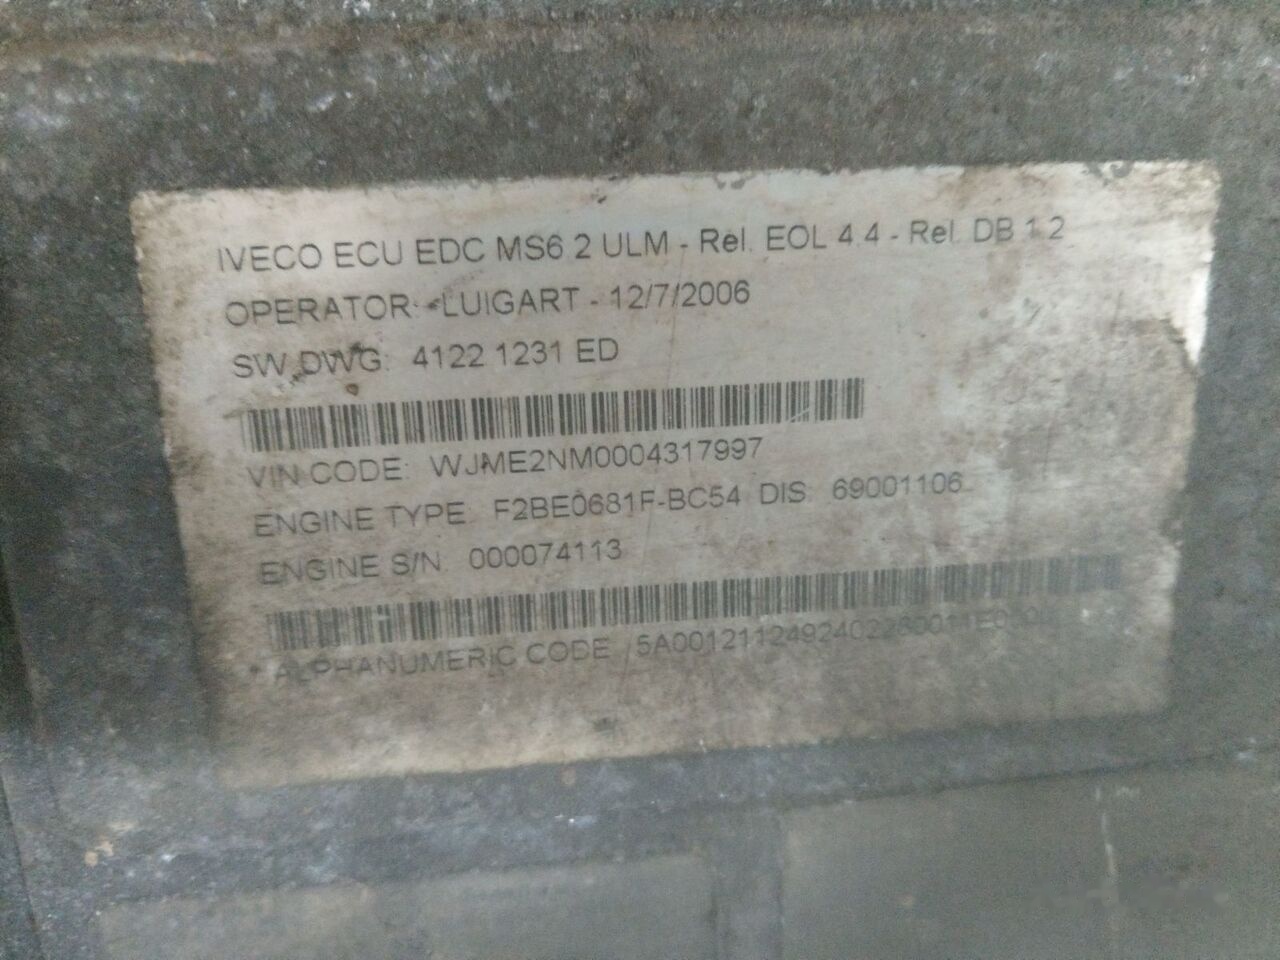 IVECO ECU EDC MS6 2 ULM - Rel. EOL 4.4 - Rel. DB 1.2
OPERATOR: LUIGART - 12/7/2006
SW DWG: 4122 1231 ED
VIN CODE: WJME2NM0004317997
ENGINE TYPE F2BE0681F-BC54 DIS: 69001106
ENGINE S/N: 000074113
* ALPHANUMERIC CODE